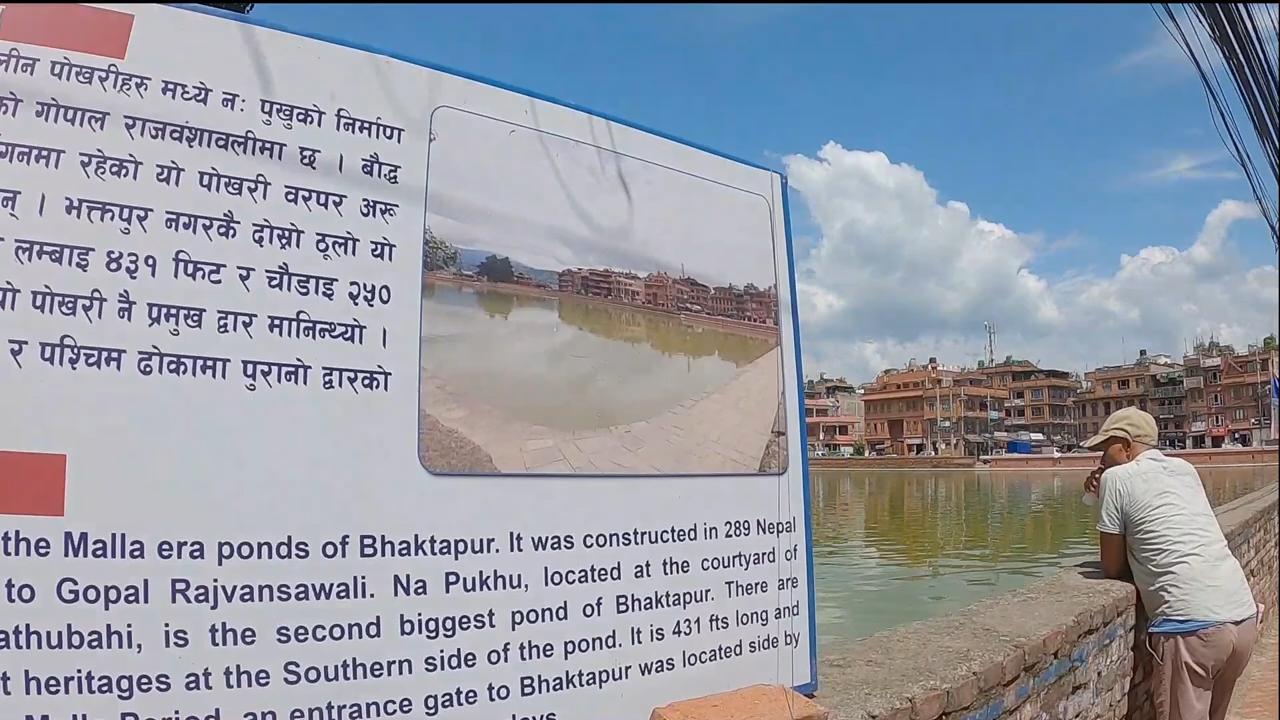 पोखरीहरु मध्ये नः पुखुको निर्माण
को गोपाल राजवंशावलीमा छ । बौद्ध
गनमा रहेको यो पोखरी वरपर अरू
न् । भक्तपुर नगरकै दोस्रो ठूलो यो
लम्बाइ ४३१ फिट र चौडाइ २५०
यो पोखरी नै प्रमुख द्वार मानिन्थ्यो ।
र पश्चिम ढोकामा पुरानो द्वारको
the Malla era ponds of Bhaktapur. It was constructed in 289 Nepal
to Gopal Rajvansawali. Na Pukhu, located at the courtyard of
athubahi, is the second biggest pond of Bhaktapur. There are
t heritages at the Southern side of the pond. It is 431 fts long and
Malla Period, an entrance gate to Bhaktapur was located side by